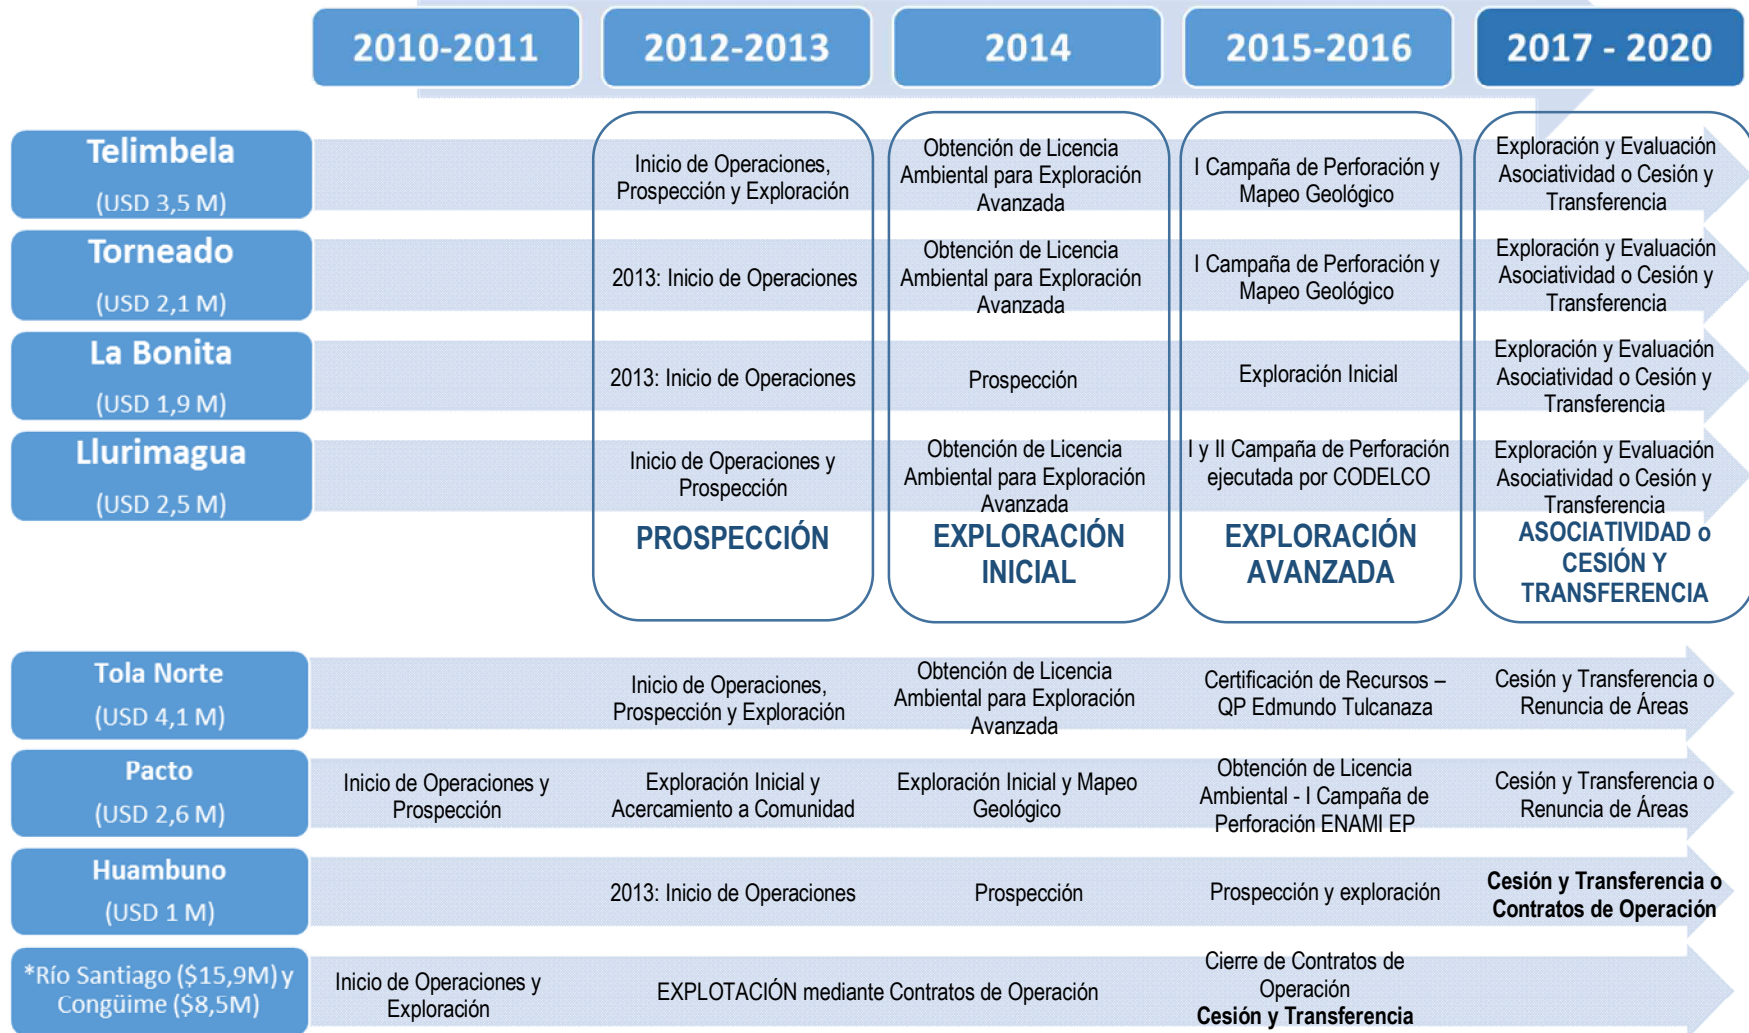 2010-2011
2012-2013
2014
2015-2016
2017 - 2020
Telimbela
(USD 3,5 M)
Inicio de Operaciones,
Prospección y Exploración
Obtención de Licencia
Ambiental para Exploración
Avanzada
I Campaña de Perforación y
Mapeo Geológico
Exploración y Evaluación
Asociatividad o Cesión y
Transferencia
Torneado
(USD 2,1 M)
2013: Inicio de Operaciones
Obtención de Licencia
Ambiental para Exploración
Avanzada
I Campaña de Perforación y
Mapeo Geológico
Exploración y Evaluación
Asociatividad o Cesión y
Transferencia
La Bonita
(USD 1,9 M)
2013: Inicio de Operaciones
Prospección
Exploración Inicial
Exploración y Evaluación
Asociatividad o Cesión y
Transferencia
Llurimagua
(USD 2,5 M)
Inicio de Operaciones y
Prospección
Obtención de Licencia
Ambiental para Exploración
Avanzada
I y II Campaña de Perforación
ejecutada por CODELCO
Exploración y Evaluación
Asociatividad o Cesión y
Transferencia
PROSPECCIÓN
EXPLORACIÓN
INICIAL
EXPLORACIÓN
AVANZADA
ASOCIATIVIDAD o
CESIÓN Y
TRANSFERENCIA
Tola Norte
(USD 4,1 M)
Inicio de Operaciones,
Prospección y Exploración
Obtención de Licencia
Ambiental para Exploración
Avanzada
Certificación de Recursos –
QP Edmundo Tulcanaza
Cesión y Transferencia o
Renuncia de Áreas
Pacto
(USD 2,6 M)
Inicio de Operaciones y
Prospección
Exploración Inicial y
Acercamiento a Comunidad
Exploración Inicial y Mapeo
Geológico
Obtención de Licencia
Ambiental - I Campaña de
Perforación ENAMI EP
Cesión y Transferencia o
Renuncia de Áreas
Huambuno
(USD 1 M)
2013: Inicio de Operaciones
Prospección
Prospección y exploración
Cesión y Transferencia o
Contratos de Operación
*Río Santiago ($15,9M) y
Congüime ($8,5M)
Inicio de Operaciones y
Exploración
EXPLOTACIÓN mediante Contratos de Operación
Cierre de Contratos de
Operación
Cesión y Transferencia